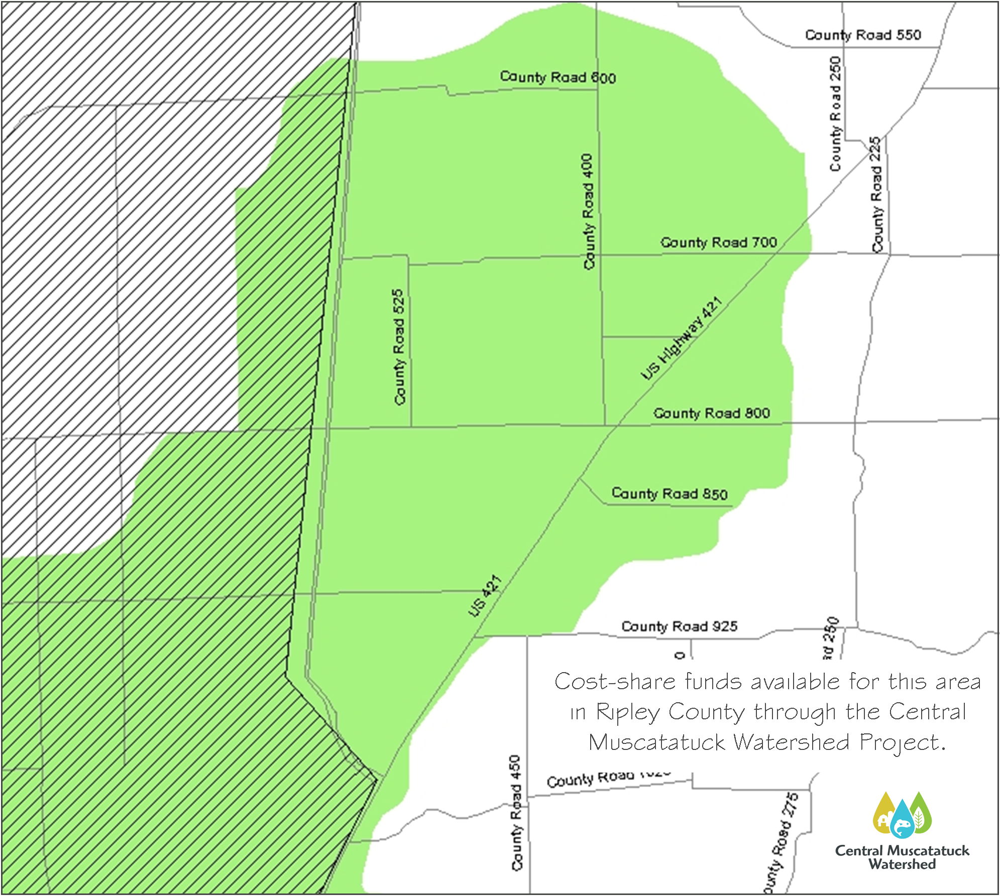 County Road 550
County Road 250
County Road 600
County Road 225
County Road 400
County Road 700
County Road 525
US Highway 421
County Road 800
County Road 850
US 421
County Road 925
Cost-share funds available for this area
in Ripley County through the Central
Muscatatuck Watershed Project.
County Road 450
County Road
County Road 275
Central Muscatatuck
Watershed